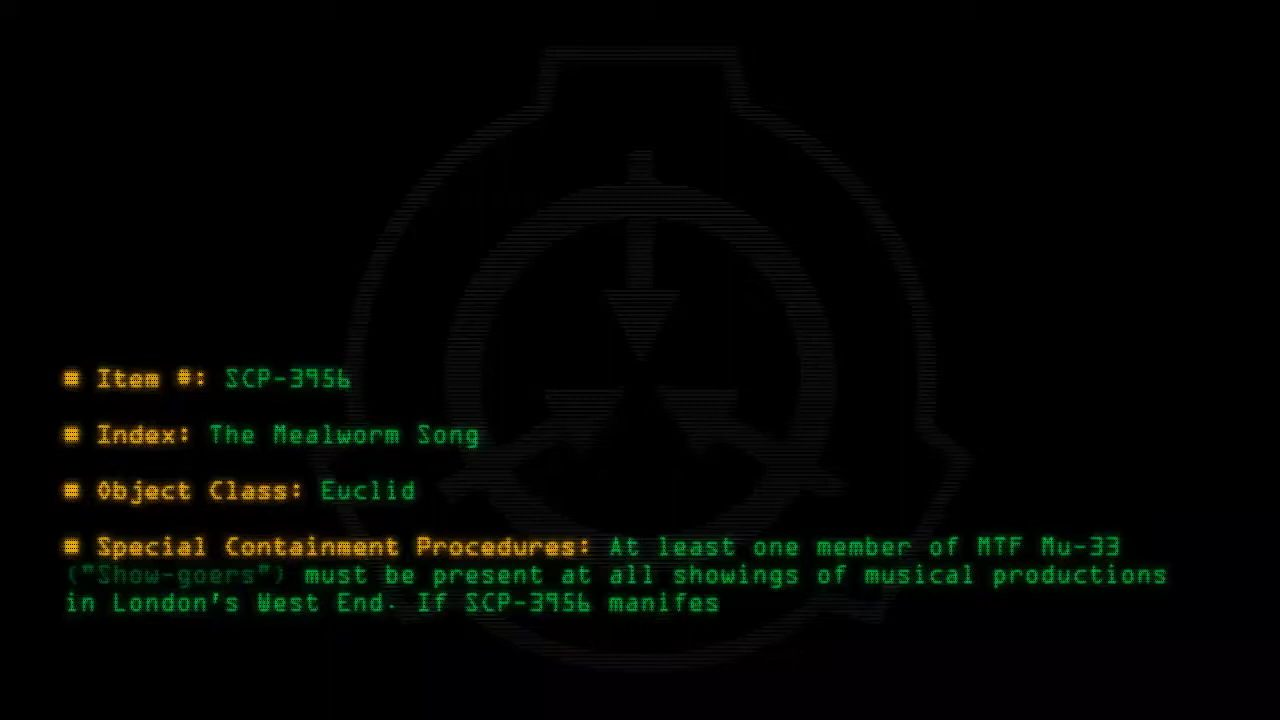 ■ Item #: SCP-3956
■ Index: The Mealworm Song
■ Object Class: Euclid
■ Special Containment Procedures: At least one member of MTF Mu-33
("Show-goers") must be present at all showings of musical productions
in London's West End. If SCP-3956 manifes